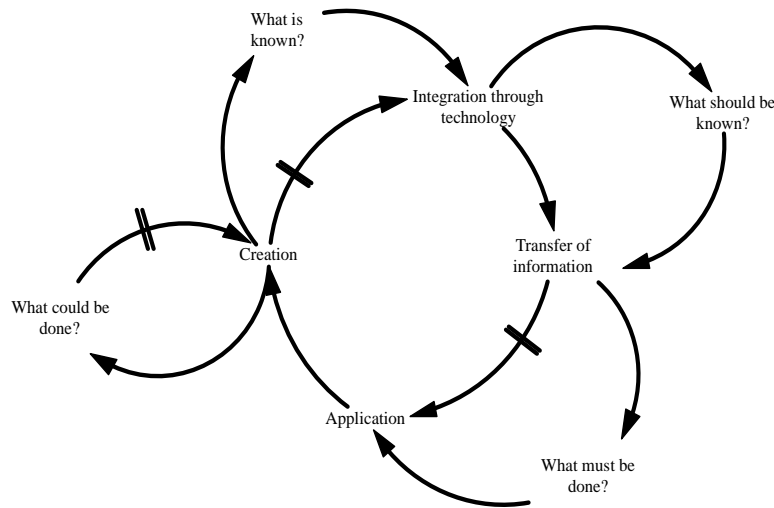 What is
known?
Integration through
technology
What should be
known?
Creation
Transfer of
information
What could be
done?
Application
What must be
done?